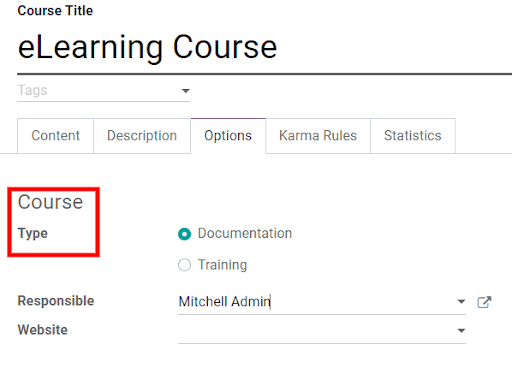 Course Title
eLearning Course
Tags
Content Description Options Karma Rules Statistics
Course
Type Documentation
Training
Responsible Mitchell Admin
Website